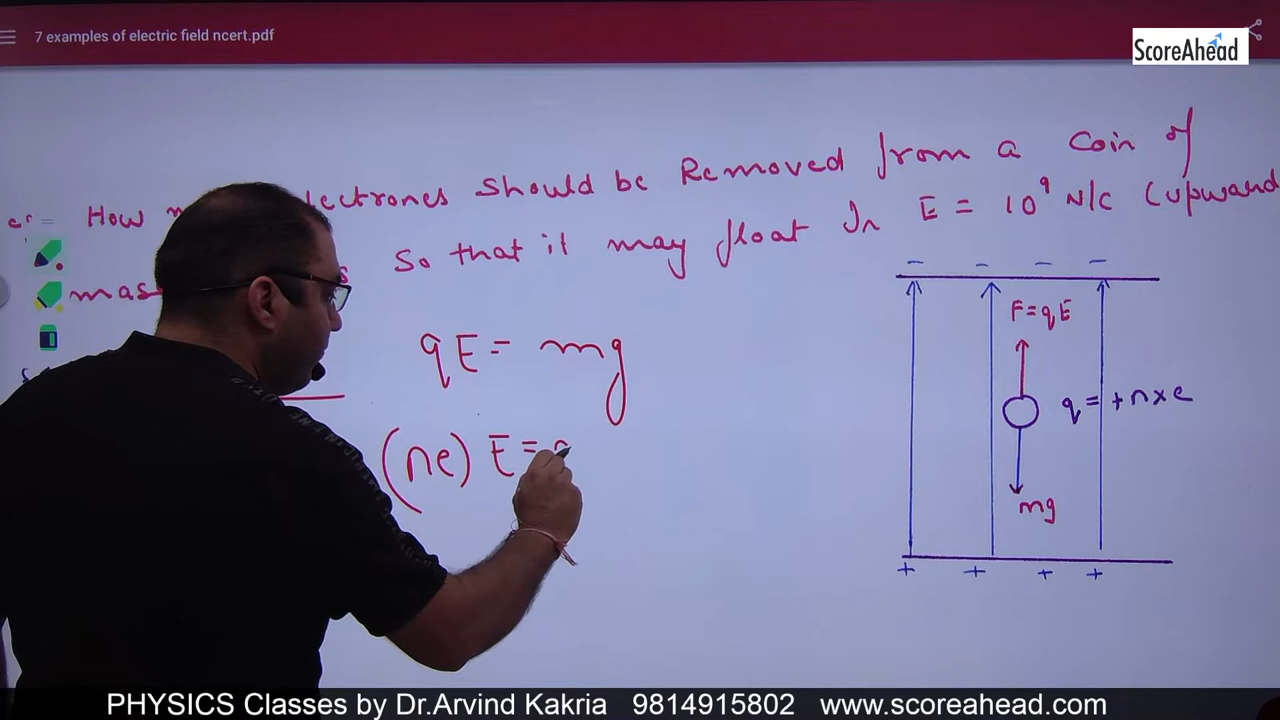 7 examples of electric field ncert.pdf
ScoreAhead
How electrones should be Removed from a Coin of
mass so that it may float In E = 10⁹ N/C (upward
qE = mg
(ne) E =
- - - -
F = qE
q = +n×e
mg
+ + + +
PHYSICS Classes by Dr.Arvind Kakria 9814915802 www.scoreahead.com